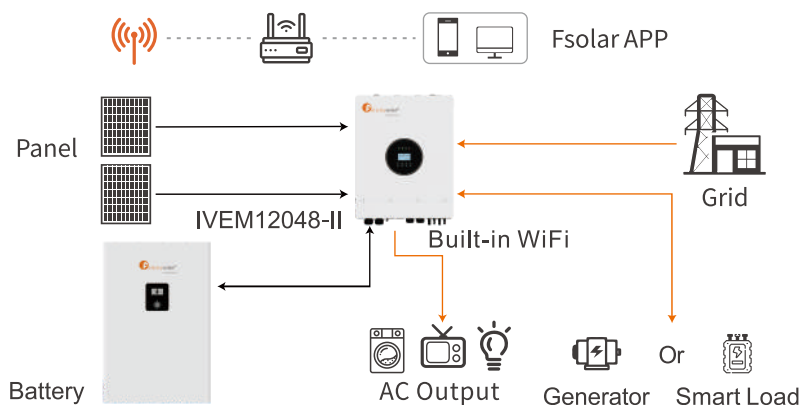 Fsolar APP
Panel
Grid
IVEM12048-II
Built-in WiFi
Battery
AC Output
Generator
Or
Smart Load